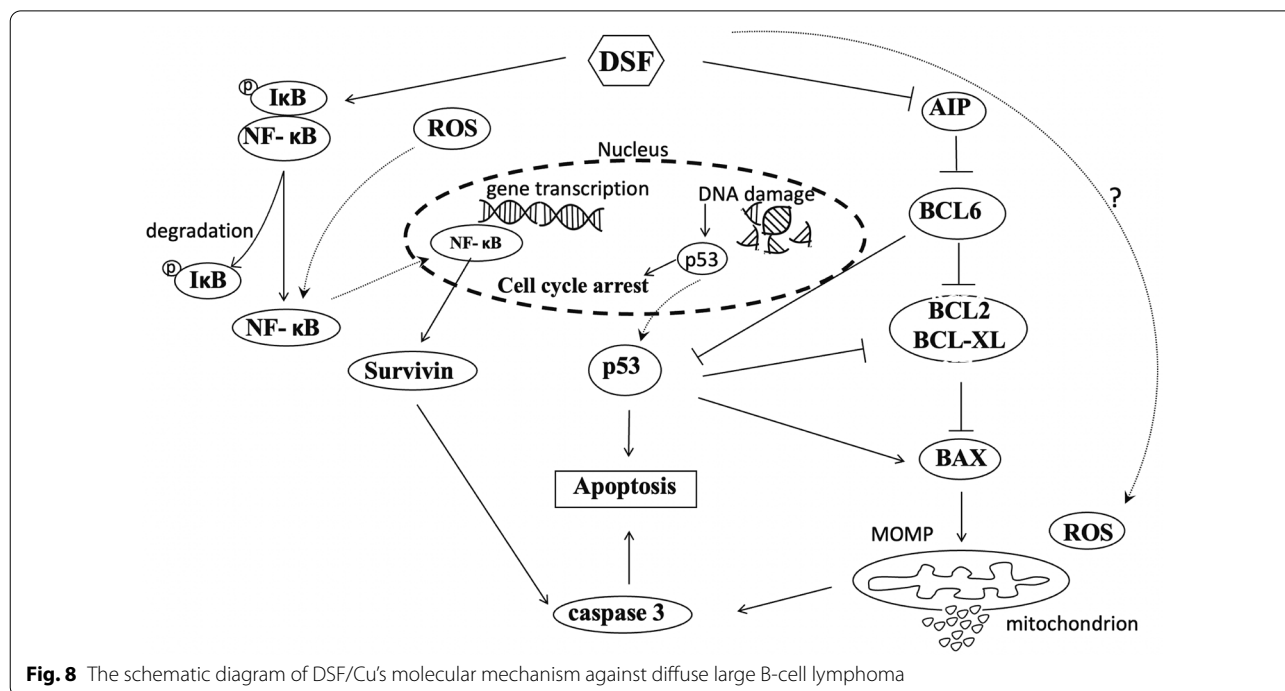 DSF
p
IκB
NF- κB
ROS
AIP
Nucleus
gene transcription
DNA damage
?
BCL6
NF- κB
p53
degradation
p
IκB
Cell cycle arrest
NF- κB
BCL2
BCL-XL
Survivin
p53
BAX
Apoptosis
MOMP
ROS
caspase 3
mitochondrion
Fig. 8 The schematic diagram of DSF/Cu's molecular mechanism against diffuse large B-cell lymphoma